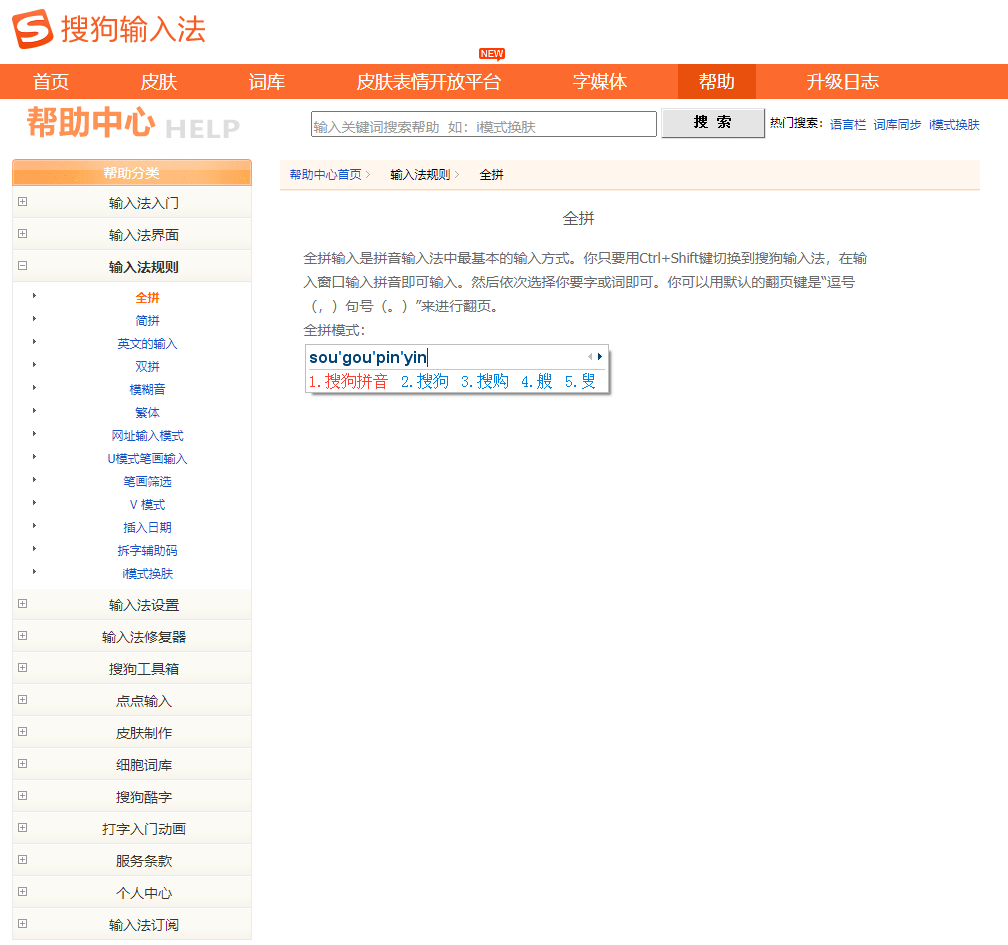 搜狗输入法
NEW
首页 皮肤 词库 皮肤表情开放平台 字媒体 帮助 升级日志
帮助中心 HELP
输入关键词搜索帮助 如：i模式换肤 搜 索 热门搜索：语言栏 词库同步 i模式换肤
帮助分类
输入法入门
输入法界面
输入法规则
全拼
简拼
英文的输入
双拼
模糊音
繁体
网址输入模式
U模式笔画输入
笔画筛选
V 模式
插入日期
拆字辅助码
i模式换肤
输入法设置
输入法修复器
搜狗工具箱
点点输入
皮肤制作
细胞词库
搜狗酷字
打字入门动画
服务条款
个人中心
输入法订阅
帮助中心首页 输入法规则 全拼
全拼
全拼输入是拼音输入法中最基本的输入方式。你只要用Ctrl+Shift键切换到搜狗输入法，在输
入窗口输入拼音即可输入。然后依次选择你要字或词即可。你可以用默认的翻页键是“逗号
（，）句号（。）”来进行翻页。
全拼模式：
sou'gou'pin'yin
1.搜狗拼音 2.搜狗 3.搜购 4.艘 5.叟